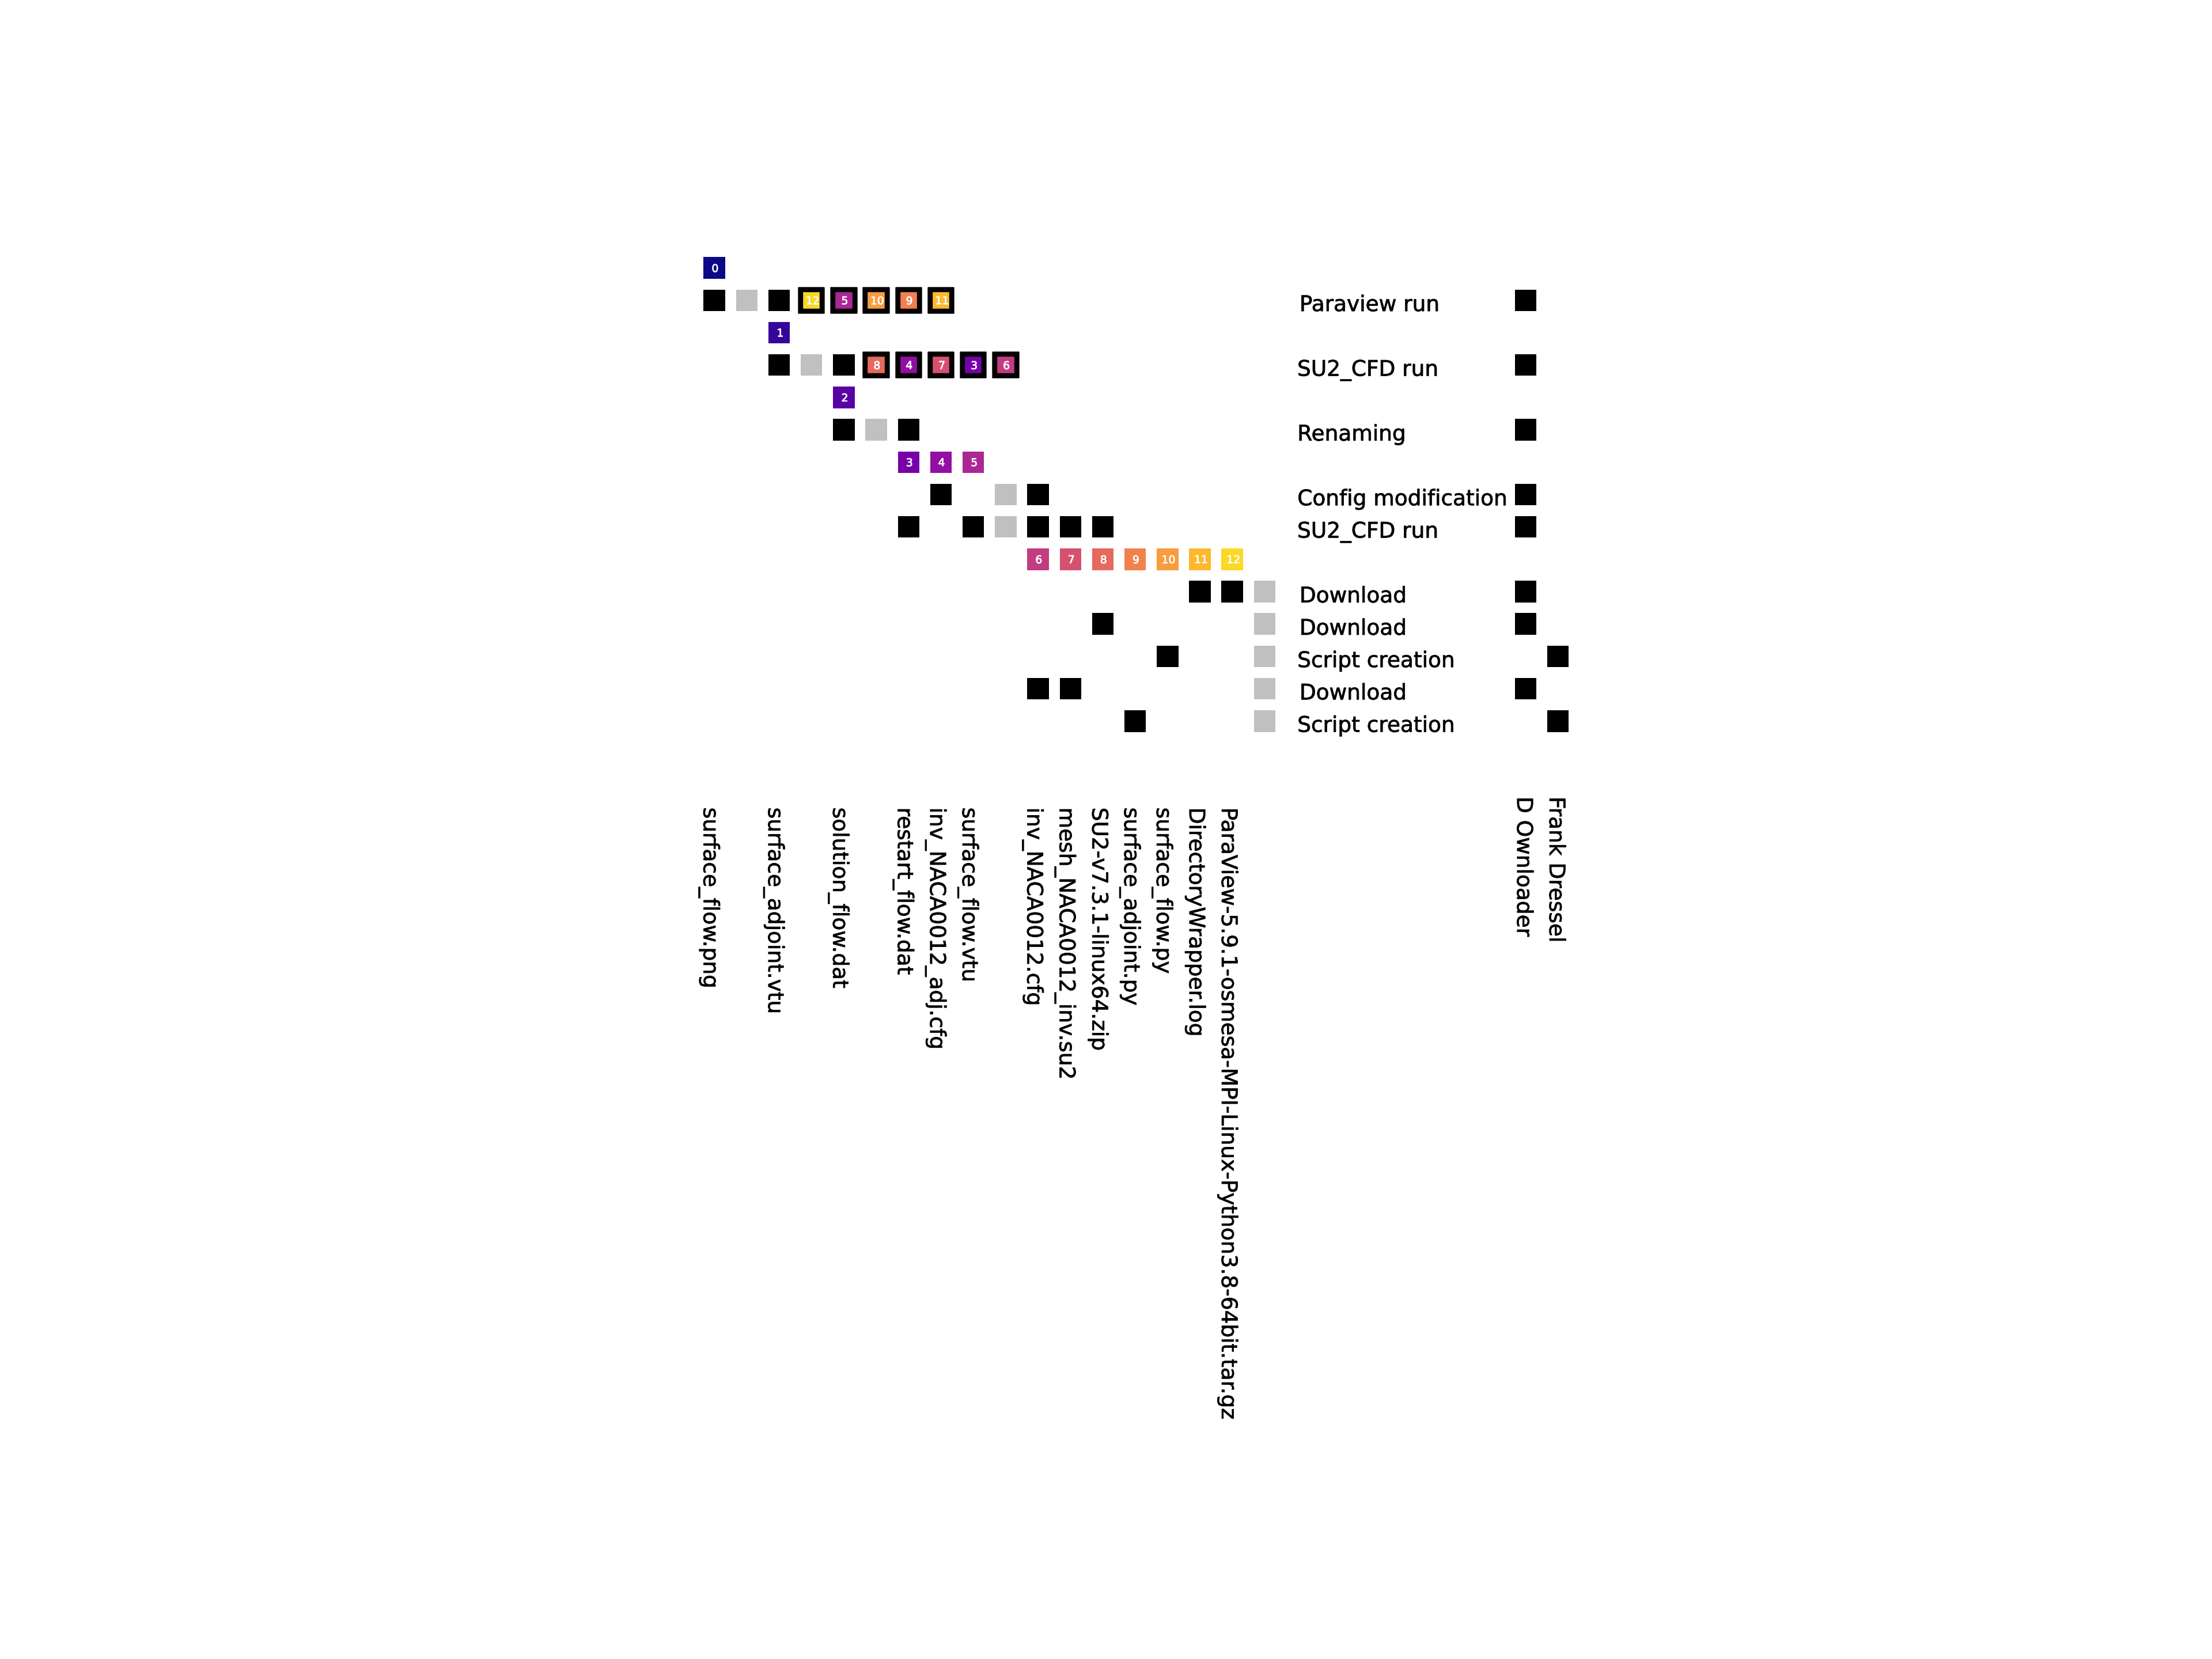 0
12 5 10 9 11 Paraview run
1
8 4 7 3 6 SU2_CFD run
2
Renaming
3 4 5
Config modification
SU2_CFD run
6 7 8 9 10 11 12
Download
Download
Script creation
Download
Script creation
surface_flow.png
surface_adjoint.vtu
solution_flow.dat
restart_flow.dat
inv_NACA0012_adj.cfg
surface_flow.vtu
inv_NACA0012.cfg
mesh_NACA0012_inv.su2
SU2-v7.3.1-linux64.zip
surface_adjoint.py
surface_flow.py
DirectoryWrapper.log
ParaView-5.9.1-osmesa-MPI-Linux-Python3.8-64bit.tar.gz
D Ownloader
Frank Dressel